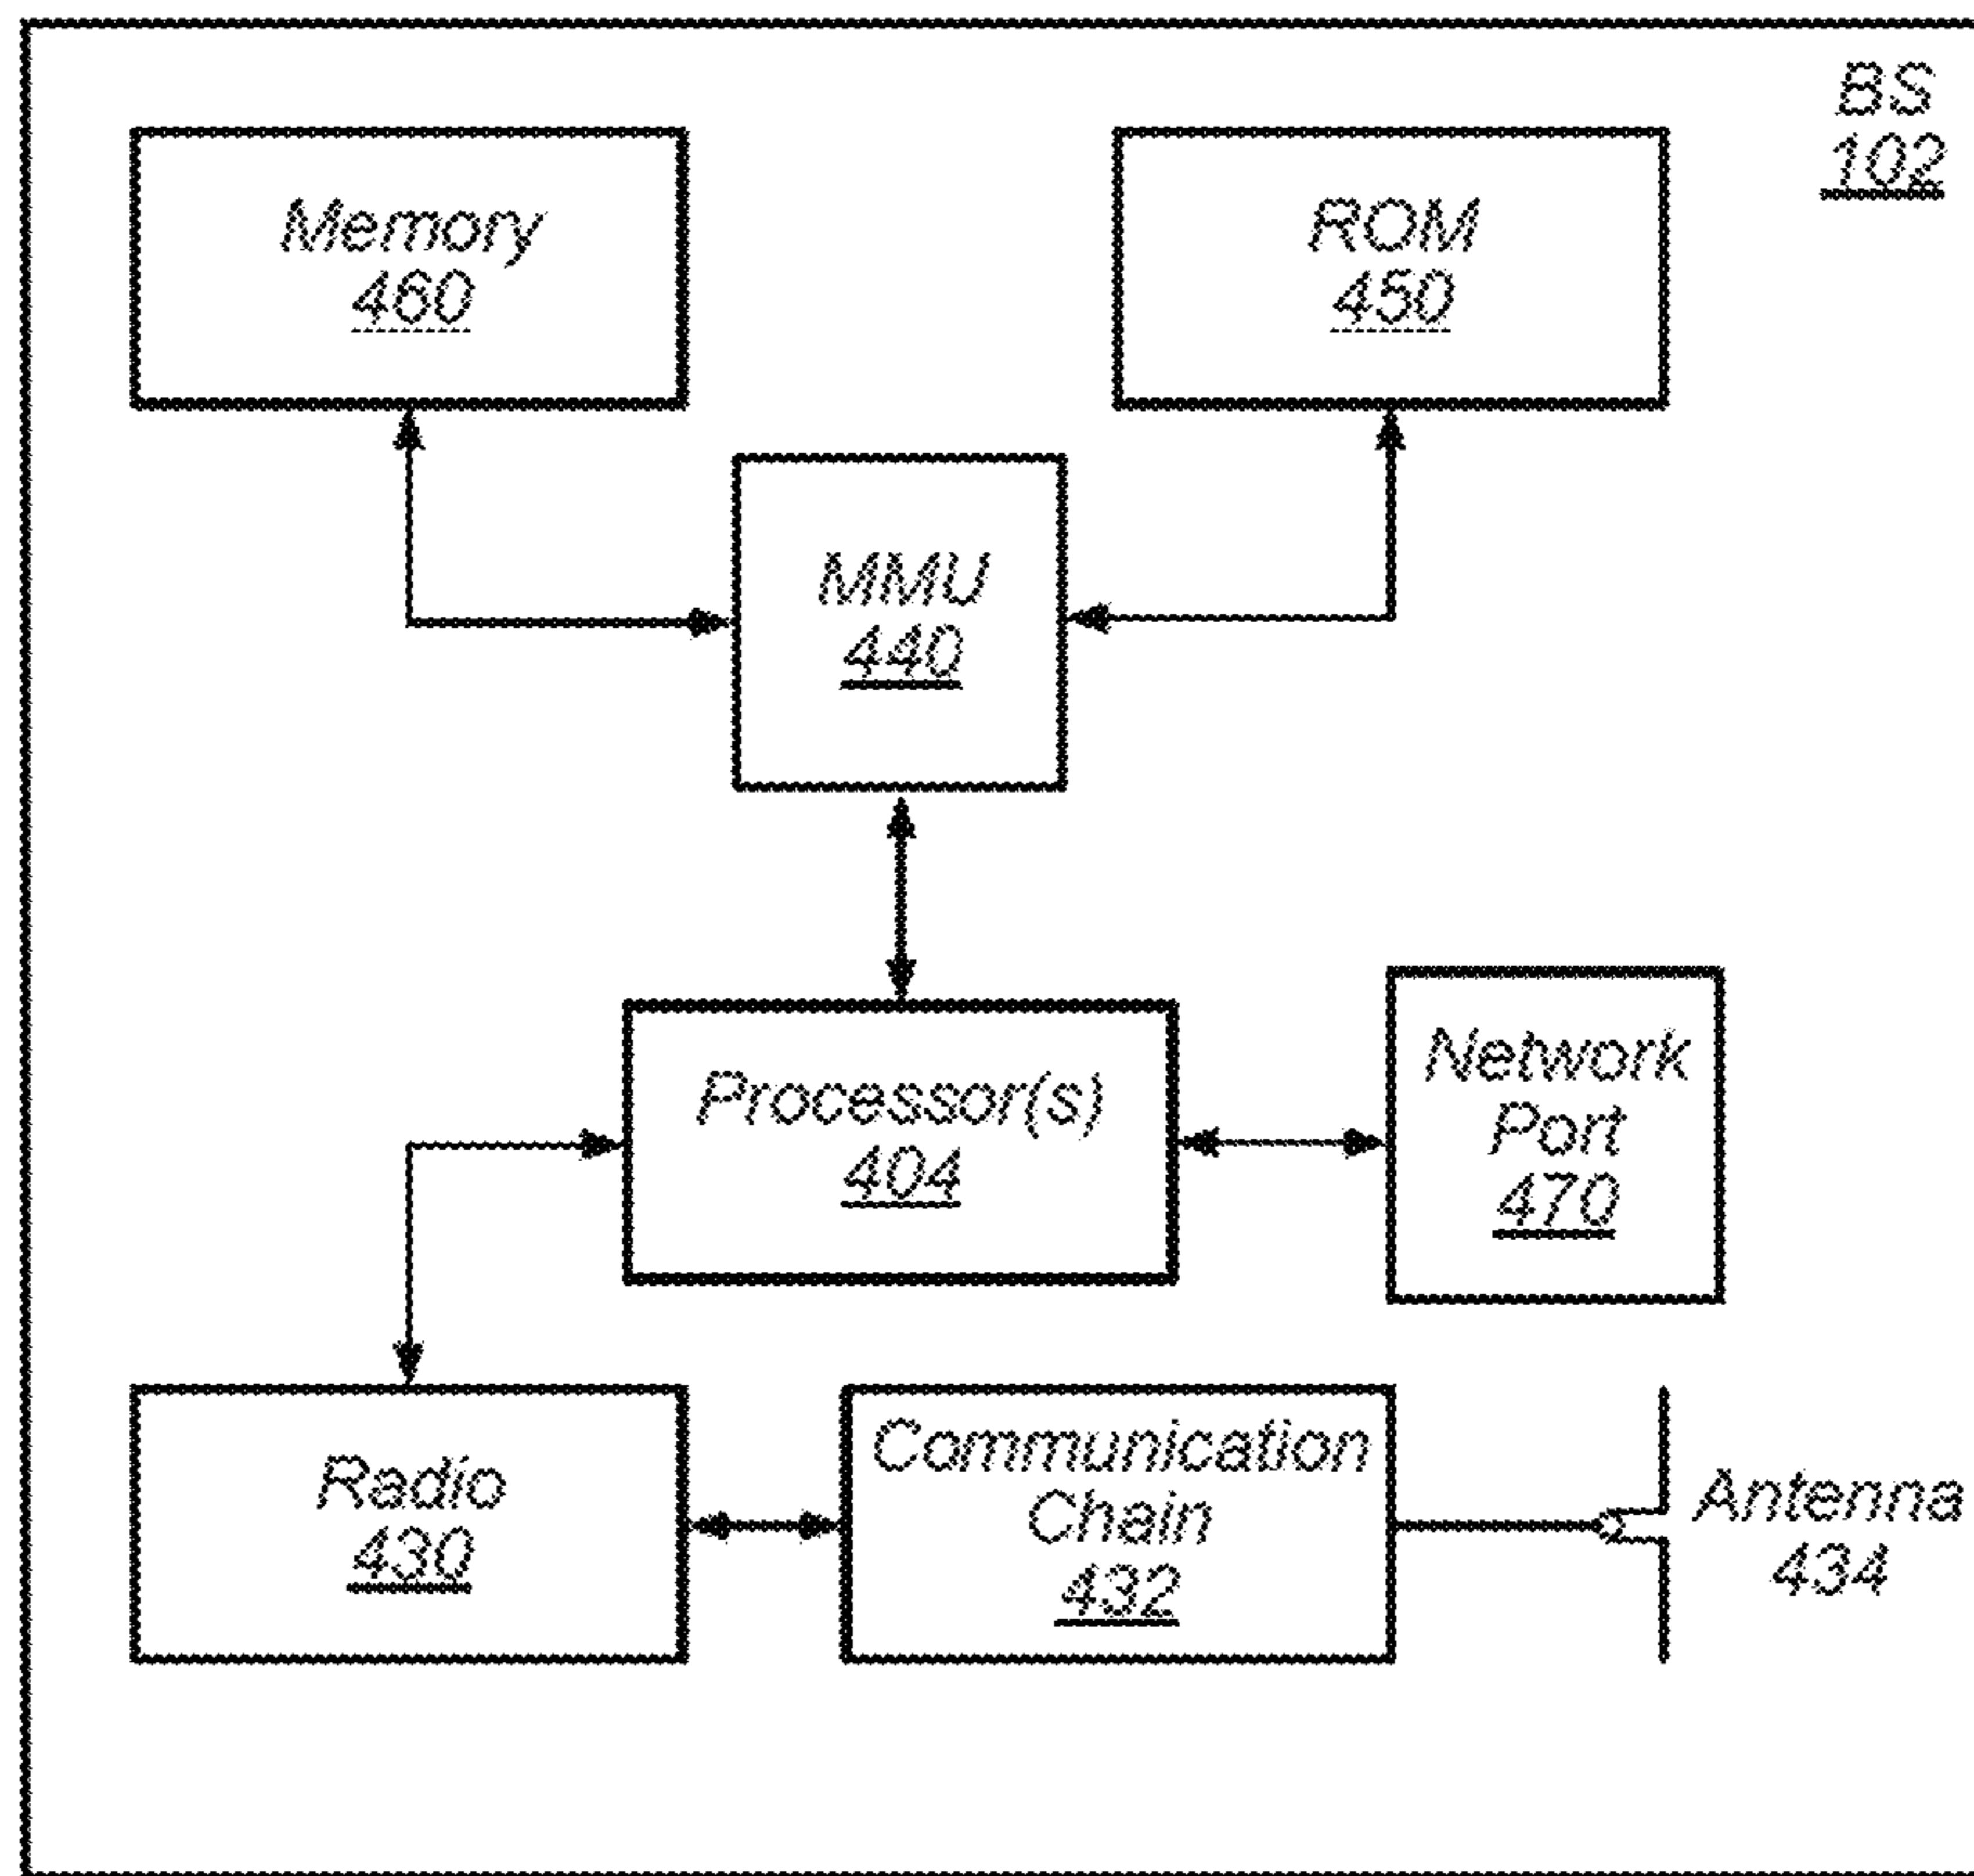 BS
102
Memory
460
ROM
450
MMU
440
Processor(s)
404
Network
Port
470
Radio
430
Communication
Chain
432
Antenna
434